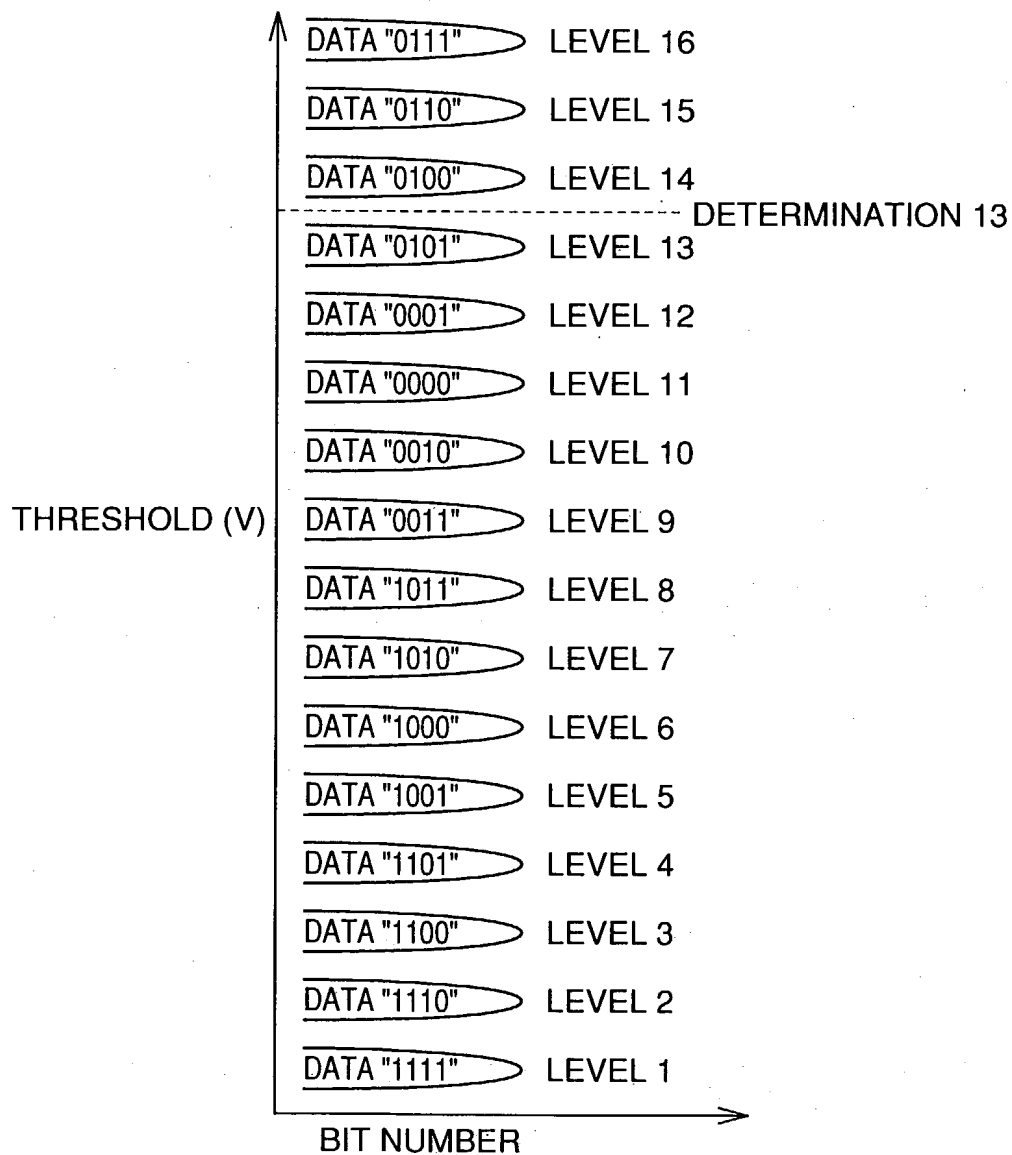 DATA "0111" LEVEL 16
DATA "0110" LEVEL 15
DATA "0100" LEVEL 14
DETERMINATION 13
DATA "0101" LEVEL 13
DATA "0001" LEVEL 12
DATA "0000" LEVEL 11
DATA "0010" LEVEL 10
THRESHOLD (V) DATA "0011" LEVEL 9
DATA "1011" LEVEL 8
DATA "1010" LEVEL 7
DATA "1000" LEVEL 6
DATA "1001" LEVEL 5
DATA "1101" LEVEL 4
DATA "1100" LEVEL 3
DATA "1110" LEVEL 2
DATA "1111" LEVEL 1
BIT NUMBER